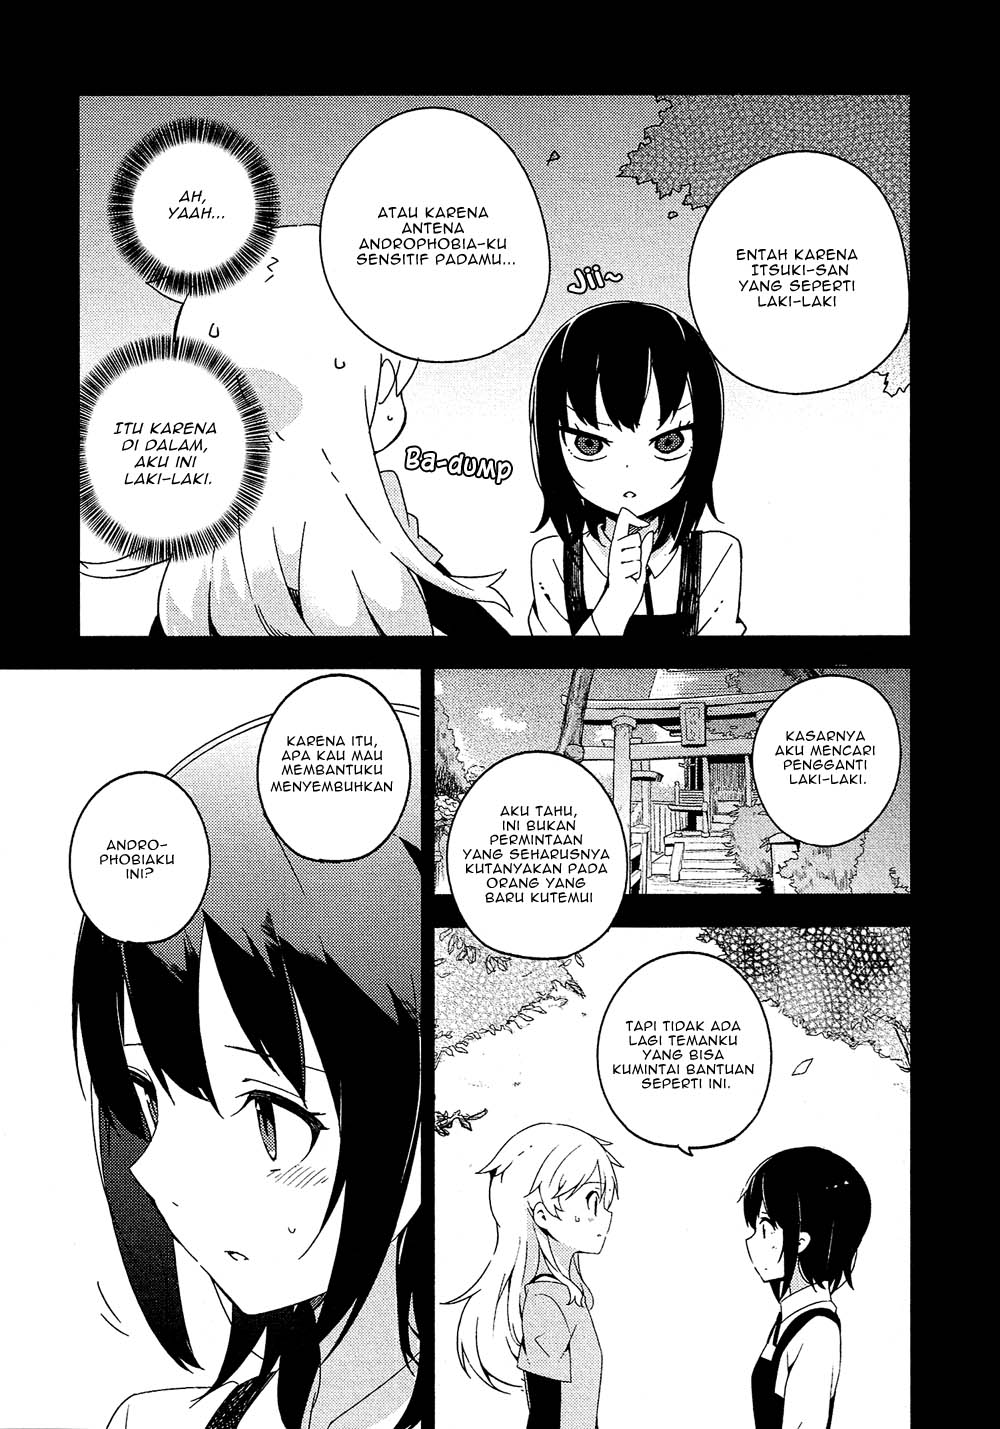 ENTAH KARENA
ITSUKI-SAN
YANG SEPERTI
LAKI-LAKI
Jii~
ATAU KARENA
ANTENA
ANDROPHOBIA-KU
SENSITIF PADAMU...
Ba-dump
AH,
YAAH...
ITU KARENA
DI DALAM,
AKU INI
LAKI-LAKI.
KASARNYA
AKU MENCARI
PENGGANTI
LAKI-LAKI.
AKU TAHU,
INI BUKAN
PERMINTAAN
YANG SEHARUSNYA
KUTANYAKAN PADA
ORANG YANG
BARU KUTEMUI
TAPI TIDAK ADA
LAGI TEMANKU
YANG BISA
KUMINTAI BANTUAN
SEPERTI INI.
KARENA ITU,
APA KAU MAU
MEMBANTUKU
MENYEMBUHKAN
ANDRO-
PHOBIAKU
INI?